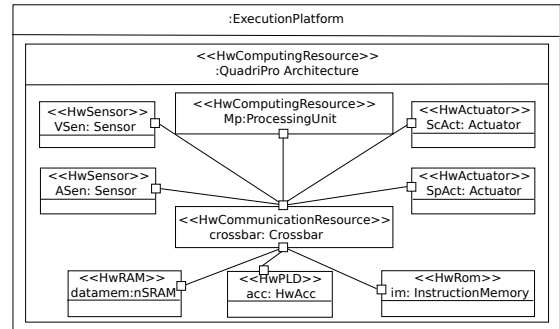 :ExecutionPlatform
<<HwComputingResource>>
:QuadriPro Architecture
<<HwSensor>>
VSen: Sensor
<<HwComputingResource>>
Mp:ProcessingUnit
<<HwActuator>>
ScAct: Actuator
<<HwSensor>>
ASen: Sensor
<<HwActuator>>
SpAct: Actuator
<<HwCommunicationResource>>
crossbar: Crossbar
<<HwRAM>>
datamem:nSRAM
<<HwPLD>>
acc: HwAcc
<<HwRom>>
im: InstructionMemory